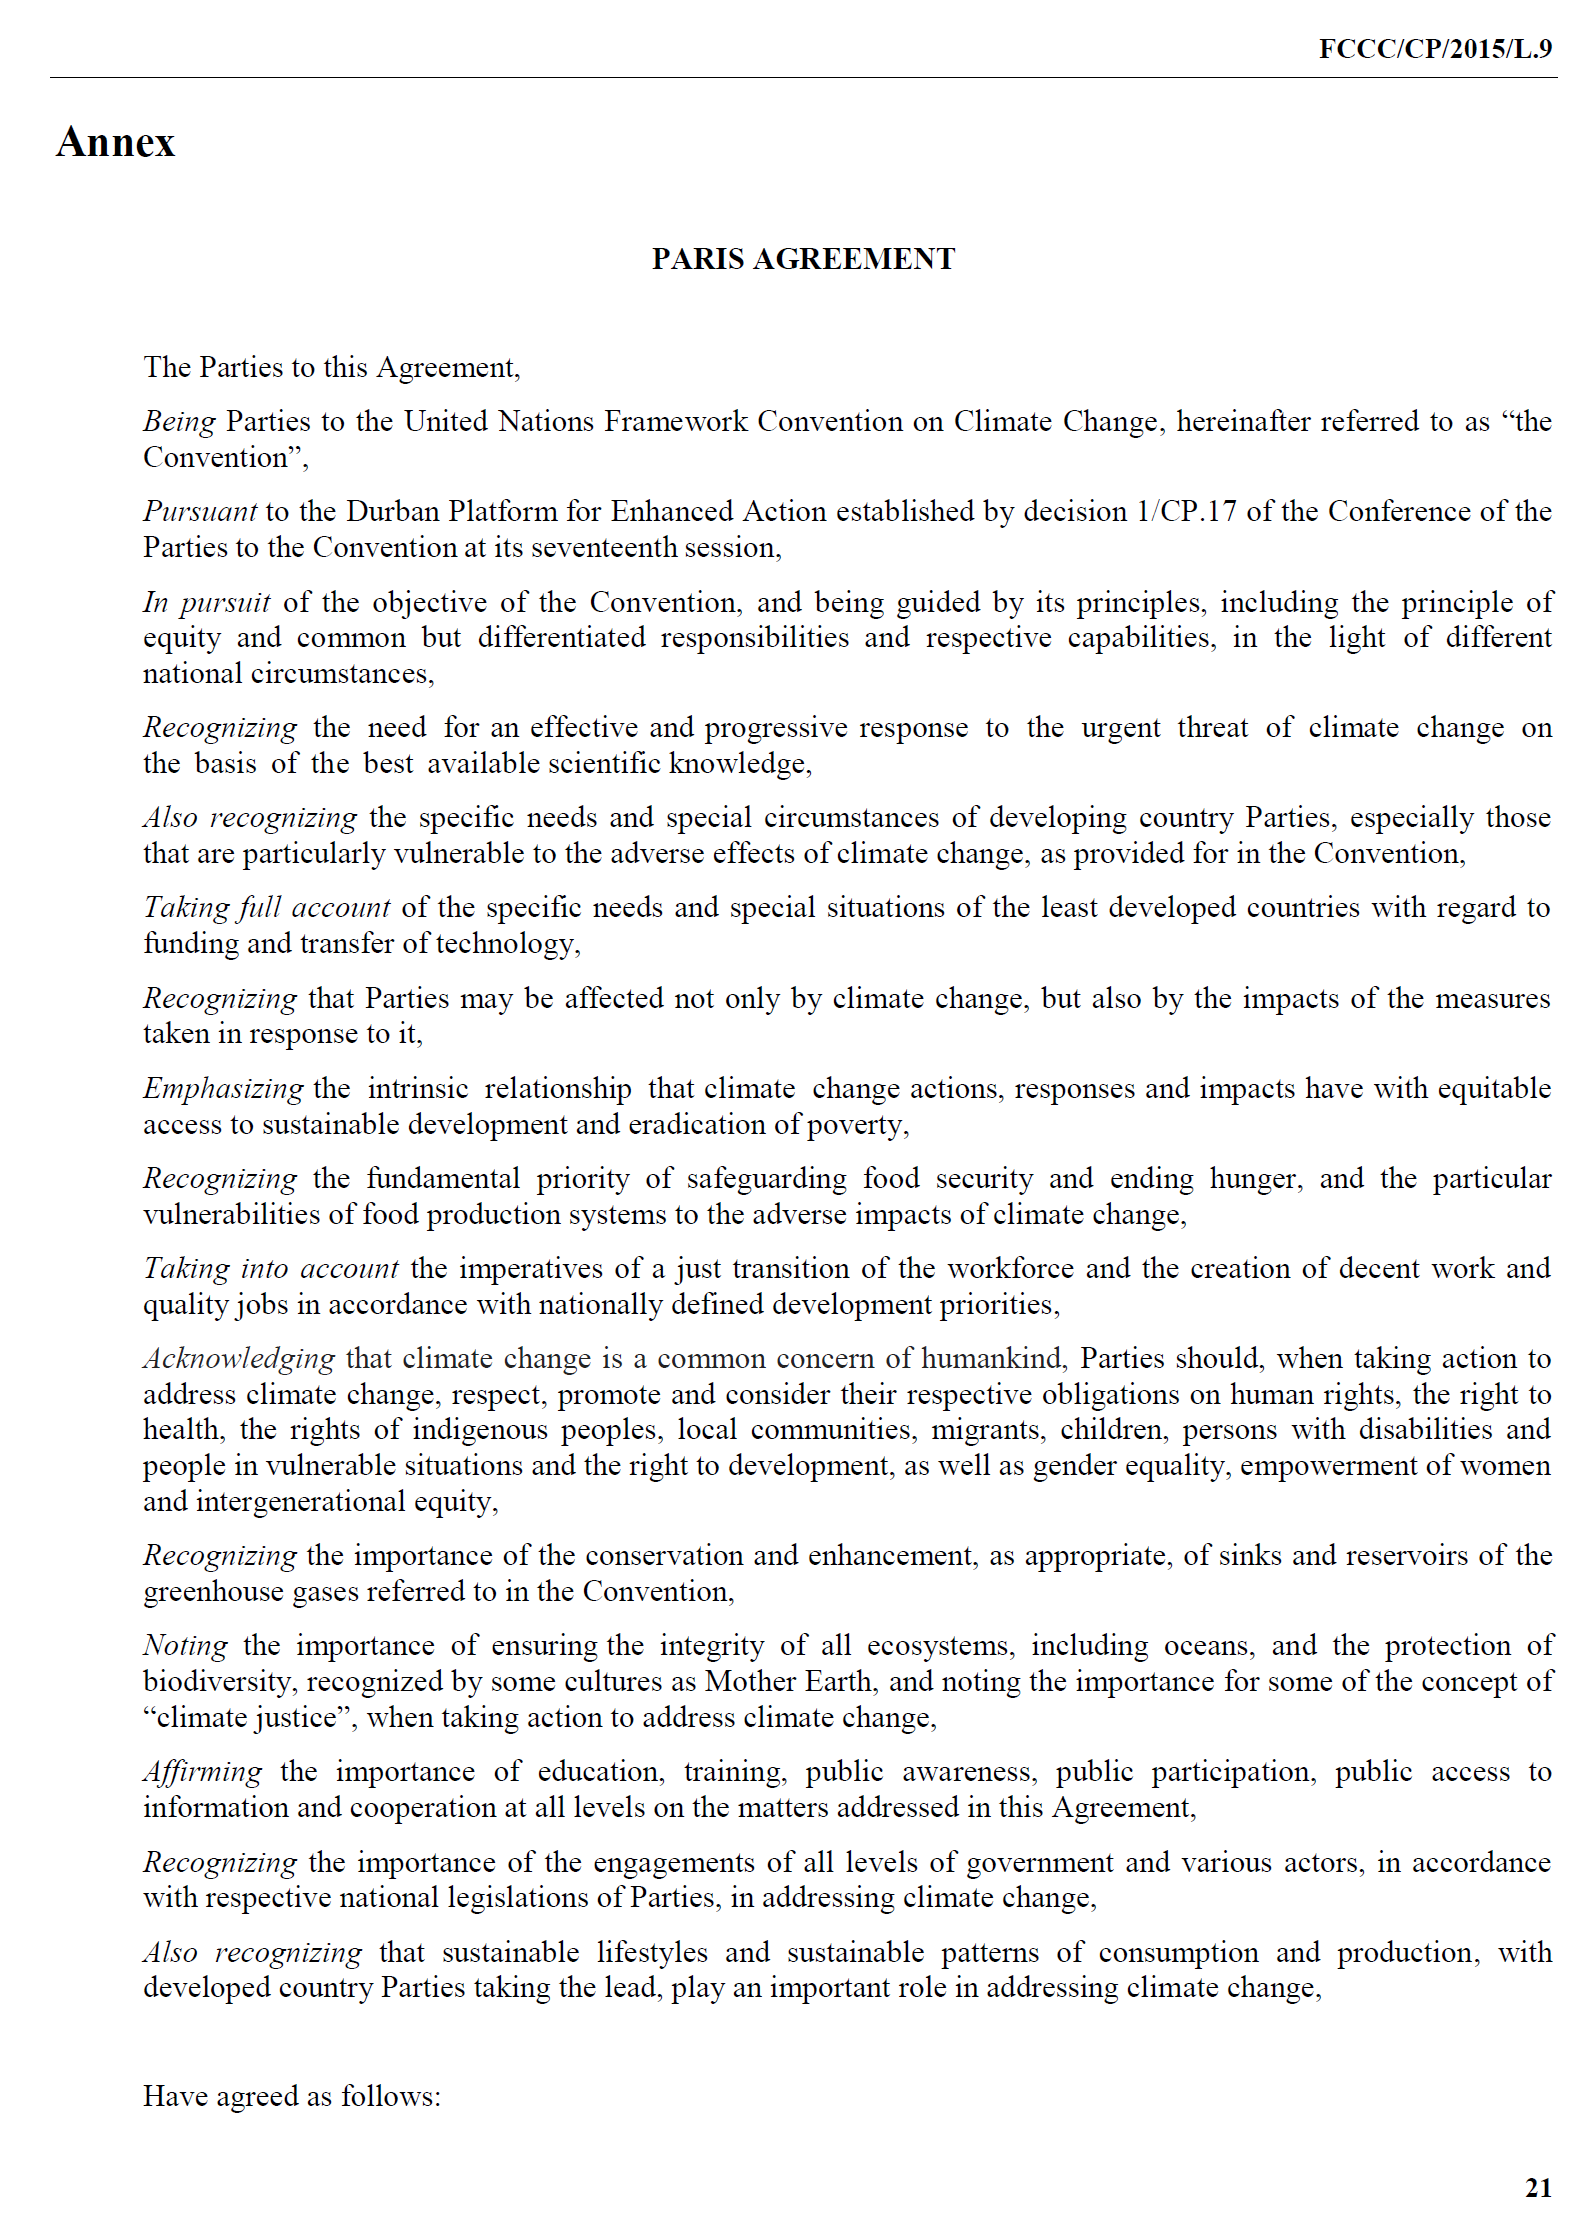 FCCC/CP/2015/L.9
Annex
PARIS AGREEMENT
The Parties to this Agreement,
Being Parties to the United Nations Framework Convention on Climate Change, hereinafter referred to as “the
Convention”,
Pursuant to the Durban Platform for Enhanced Action established by decision 1/CP.17 of the Conference of the
Parties to the Convention at its seventeenth session,
In pursuit of the objective of the Convention, and being guided by its principles, including the principle of
equity and common but differentiated responsibilities and respective capabilities, in the light of different
national circumstances,
Recognizing the need for an effective and progressive response to the urgent threat of climate change on
the basis of the best available scientific knowledge,
Also recognizing the specific needs and special circumstances of developing country Parties, especially those
that are particularly vulnerable to the adverse effects of climate change, as provided for in the Convention,
Taking full account of the specific needs and special situations of the least developed countries with regard to
funding and transfer of technology,
Recognizing that Parties may be affected not only by climate change, but also by the impacts of the measures
taken in response to it,
Emphasizing the intrinsic relationship that climate change actions, responses and impacts have with equitable
access to sustainable development and eradication of poverty,
Recognizing the fundamental priority of safeguarding food security and ending hunger, and the particular
vulnerabilities of food production systems to the adverse impacts of climate change,
Taking into account the imperatives of a just transition of the workforce and the creation of decent work and
quality jobs in accordance with nationally defined development priorities,
Acknowledging that climate change is a common concern of humankind, Parties should, when taking action to
address climate change, respect, promote and consider their respective obligations on human rights, the right to
health, the rights of indigenous peoples, local communities, migrants, children, persons with disabilities and
people in vulnerable situations and the right to development, as well as gender equality, empowerment of women
and intergenerational equity,
Recognizing the importance of the conservation and enhancement, as appropriate, of sinks and reservoirs of the
greenhouse gases referred to in the Convention,
Noting the importance of ensuring the integrity of all ecosystems, including oceans, and the protection of
biodiversity, recognized by some cultures as Mother Earth, and noting the importance for some of the concept of
“climate justice”, when taking action to address climate change,
Affirming the importance of education, training, public awareness, public participation, public access to
information and cooperation at all levels on the matters addressed in this Agreement,
Recognizing the importance of the engagements of all levels of government and various actors, in accordance
with respective national legislations of Parties, in addressing climate change,
Also recognizing that sustainable lifestyles and sustainable patterns of consumption and production, with
developed country Parties taking the lead, play an important role in addressing climate change,
Have agreed as follows:
21